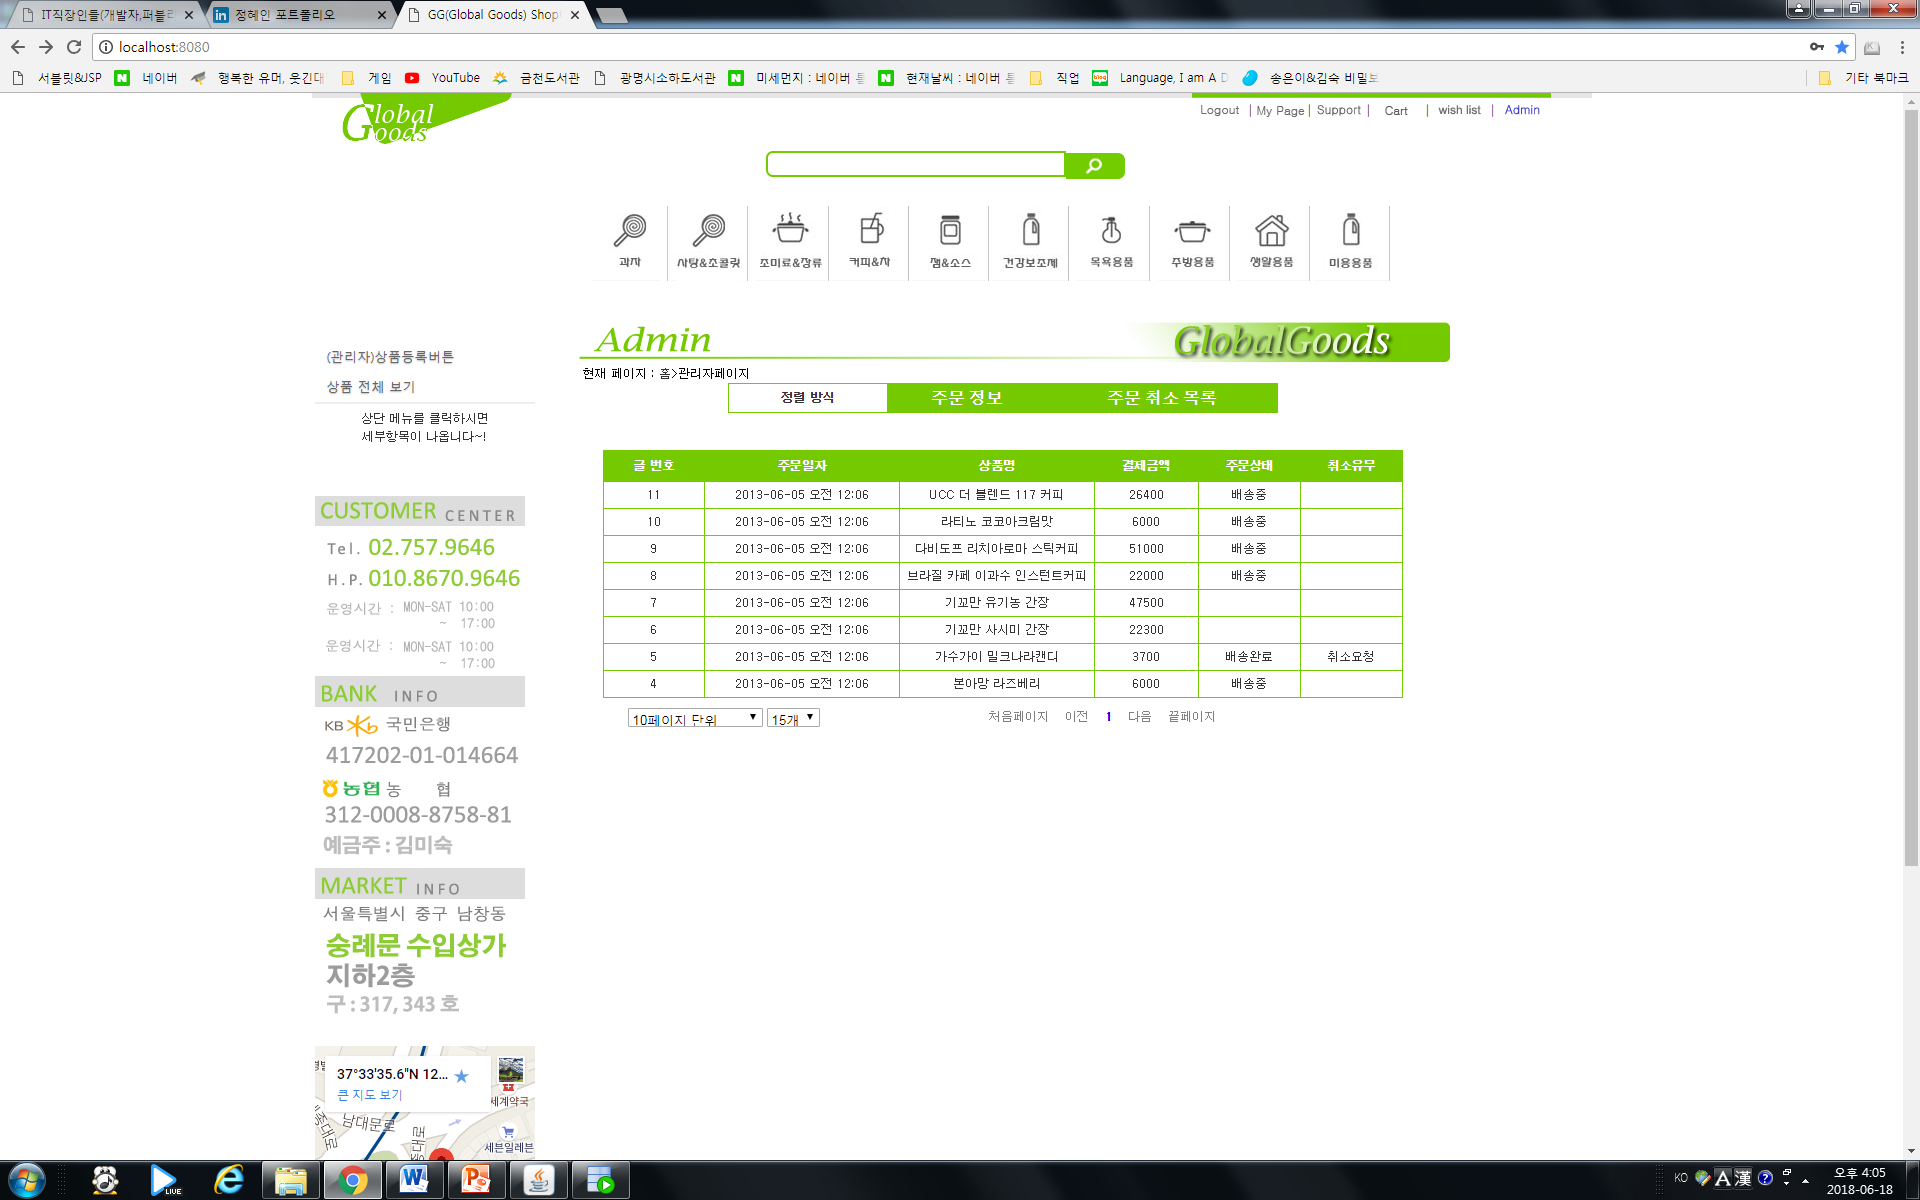 IT직장인들(개발자,퍼블리
정혜인 포트폴리오
GG(Global Goods) Shop
localhost:8080
서블릿&JSP
네이버
행복한 유머, 웃긴대
게임
YouTube
금천도서관
광명시소하도서관
미세먼지 : 네이버 통
현재날씨 : 네이버 통
직업
Language, I am A D
송은이&김숙 비밀보
기타 북마크
Global Goods
Logout | My Page | Support | Cart | wish list | Admin
과자
사탕&초콜릿
조미료&장류
커피&차
잼&소스
건강보조제
목욕용품
주방용품
생활용품
미용용품
Admin
GlobalGoods
현재 페이지 : 홈>관리자페이지
정렬 방식 주문 정보 주문 취소 목록
(관리자)상품등록버튼
상품 전체 보기
상단 메뉴를 클릭하시면
세부항목이 나옵니다~!
글 번호 주문일자 상품명 결제금액 주문상태 취소유무
11 2013-06-05 오전 12:06 UCC 더 블렌드 117 커피 26400 배송중
10 2013-06-05 오전 12:06 라티노 코코아크림맛 6000 배송중
9 2013-06-05 오전 12:06 다비도프 리치아로마 스틱커피 51000 배송중
8 2013-06-05 오전 12:06 브라질 카페 이과수 인스턴트커피 22000 배송중
7 2013-06-05 오전 12:06 기꼬만 유기농 간장 47500
6 2013-06-05 오전 12:06 기꼬만 사시미 간장 22300
5 2013-06-05 오전 12:06 가수가이 밀크나라캔디 3700 배송완료 취소요청
4 2013-06-05 오전 12:06 본아망 라즈베리 6000 배송중
10페이지 단위 15개 처음페이지 이전 1 다음 끝페이지
CUSTOMER CENTER
Tel. 02.757.9646
H.P. 010.8670.9646
운영시간 : MON-SAT 10:00
~ 17:00
운영시간 : MON-SAT 10:00
~ 17:00
BANK INFO
KB 국민은행
417202-01-014664
농협 농 협
312-0008-8758-81
예금주 : 김미숙
MARKET INFO
서울특별시 중구 남창동
숭례문 수입상가
지하2층
구 : 317, 343 호
37°33'35.6"N 12...
큰 지도 보기
세계약국
남대문로
세븐일레븐
LIVE
KO A 漢
오후 4:05
2018-06-18